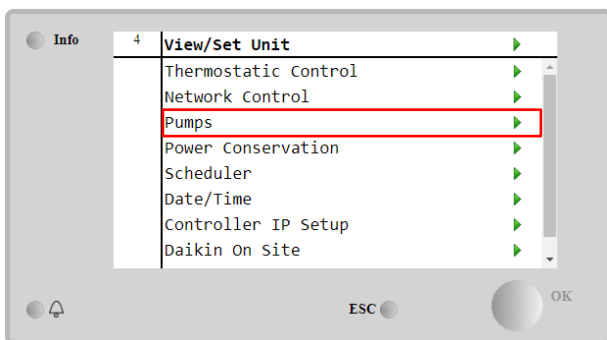 Info
4 View/Set Unit
Thermostatic Control
Network Control
Pumps
Power Conservation
Scheduler
Date/Time
Controller IP Setup
Daikin On Site
ESC
OK